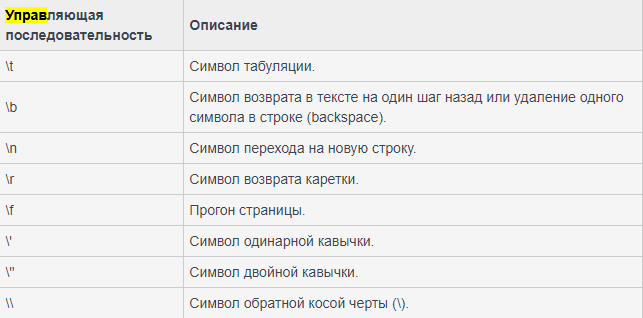 Управляющая
последовательность
Описание
\t
Символ табуляции.
\b
Символ возврата в тексте на один шаг назад или удаление одного
символа в строке (backspace).
\n
Символ перехода на новую строку.
\r
Символ возврата каретки.
\f
Прогон страницы.
\'
Символ одинарной кавычки.
\"
Символ двойной кавычки.
\\
Символ обратной косой черты (\).